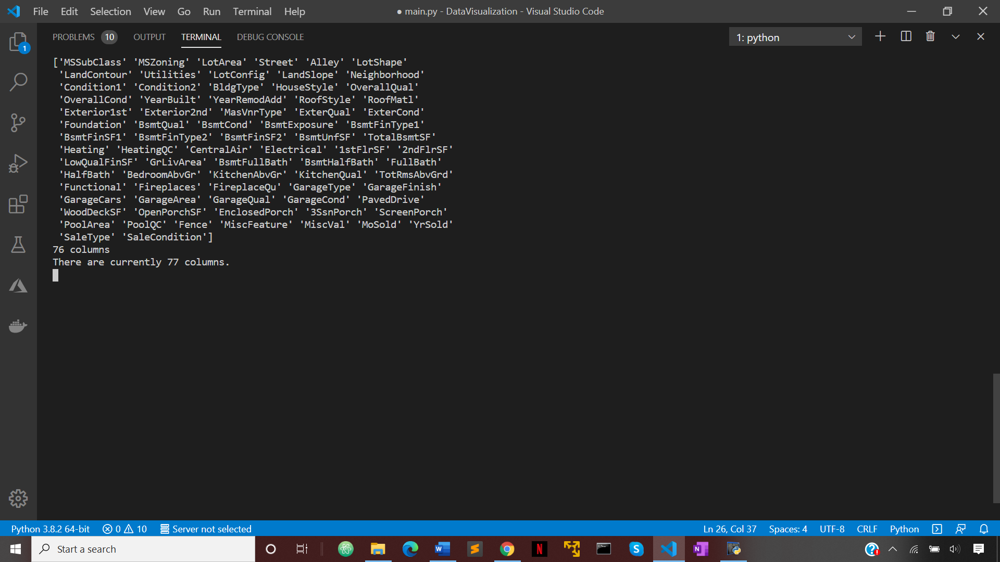 File Edit Selection View Go Run Terminal Help ● main.py - DataVisualization - Visual Studio Code
PROBLEMS 10 OUTPUT TERMINAL DEBUG CONSOLE 1: python
1
['MSSubClass' 'MSZoning' 'LotArea' 'Street' 'Alley' 'LotShape'
'LandContour' 'Utilities' 'LotConfig' 'LandSlope' 'Neighborhood'
'Condition1' 'Condition2' 'BldgType' 'HouseStyle' 'OverallQual'
'OverallCond' 'YearBuilt' 'YearRemodAdd' 'RoofStyle' 'RoofMatl'
'Exterior1st' 'Exterior2nd' 'MasVnrType' 'ExterQual' 'ExterCond'
'Foundation' 'BsmtQual' 'BsmtCond' 'BsmtExposure' 'BsmtFinType1'
'BsmtFinSF1' 'BsmtFinType2' 'BsmtFinSF2' 'BsmtUnfSF' 'TotalBsmtSF'
'Heating' 'HeatingQC' 'CentralAir' 'Electrical' '1stFlrSF' '2ndFlrSF'
'LowQualFinSF' 'GrLivArea' 'BsmtFullBath' 'BsmtHalfBath' 'FullBath'
'HalfBath' 'BedroomAbvGr' 'KitchenAbvGr' 'KitchenQual' 'TotRmsAbvGrd'
'Functional' 'Fireplaces' 'FireplaceQu' 'GarageType' 'GarageFinish'
'GarageCars' 'GarageArea' 'GarageQual' 'GarageCond' 'PavedDrive'
'WoodDeckSF' 'OpenPorchSF' 'EnclosedPorch' '3SsnPorch' 'ScreenPorch'
'PoolArea' 'PoolQC' 'Fence' 'MiscFeature' 'MiscVal' 'MoSold' 'YrSold'
'SaleType' 'SaleCondition']
76 columns
There are currently 77 columns.
Python 3.8.2 64-bit 0 10 Server not selected Ln 26, Col 37 Spaces: 4 UTF-8 CRLF Python
Start a search